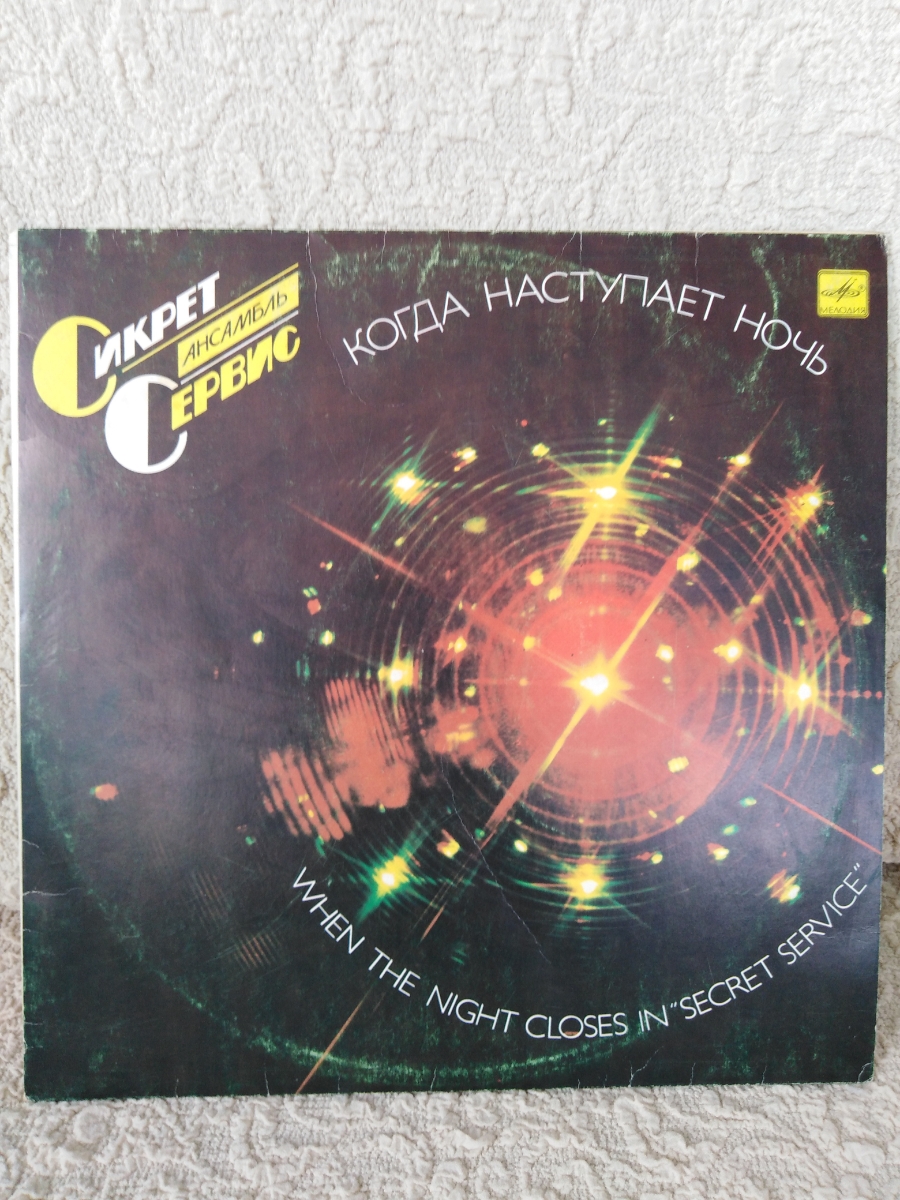 СИКРЕТ
АНСАМБЛЬ
СЕРВИС
КОГДА НАСТУПАЕТ НОЧЬ
МЕЛОДИЯ
WHEN THE NIGHT CLOSES IN "SECRET SERVICE"